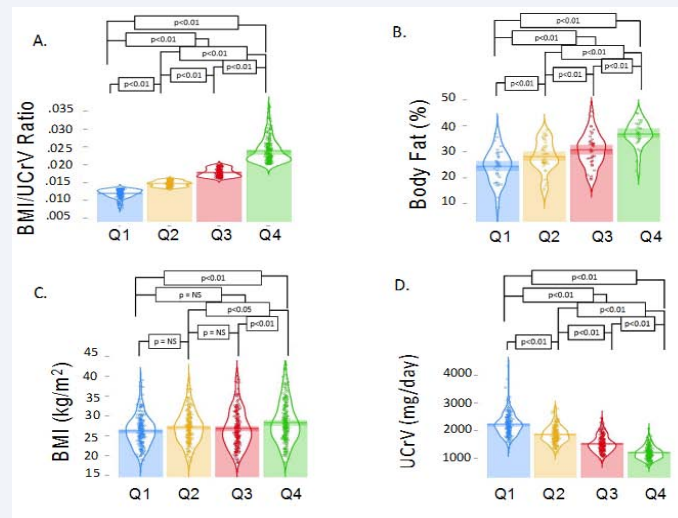 A.
p<0.01
p<0.01
p<0.01
p<0.01
p<0.01
p<0.01
BMI/UCrV Ratio
.035
.030
.025
.020
.015
.010
.005
Q1 Q2 Q3 Q4
B.
p<0.01
p<0.01
p<0.01
p<0.01
p<0.01
p<0.01
Body Fat (%)
50
40
30
20
10
Q1 Q2 Q3 Q4
C.
p<0.01
p = NS
p<0.05
p<0.01
p = NS
p = NS
BMI (kg/m²)
45
40
35
30
25
20
15
Q1 Q2 Q3 Q4
D.
p<0.01
p<0.01
p<0.01
p<0.01
p<0.01
p<0.01
UCrV (mg/day)
4000
3000
2000
1000
Q1 Q2 Q3 Q4